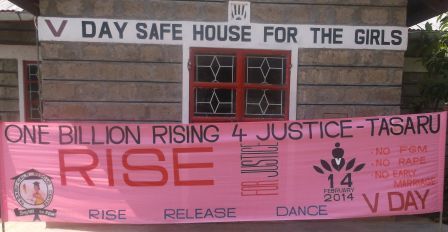 V DAY SAFE HOUSE FOR THE GIRLS
ONE BILLION RISING 4 JUSTICE - TASARU
RISE
FOR JUSTICE
14
FEBRUARY
2014
· NO FGM
· NO RAPE
· NO EARLY
MARRIAGE
RISE RELEASE DANCE V DAY